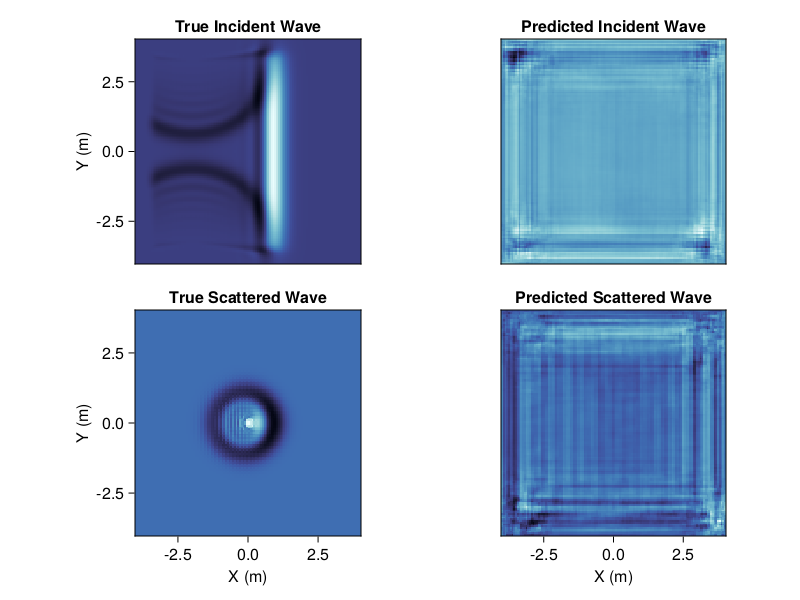 True Incident Wave
Predicted Incident Wave
2.5
0.0
-2.5
Y (m)
True Scattered Wave
Predicted Scattered Wave
2.5
0.0
-2.5
Y (m)
-2.5 0.0 2.5
X (m)
-2.5 0.0 2.5
X (m)